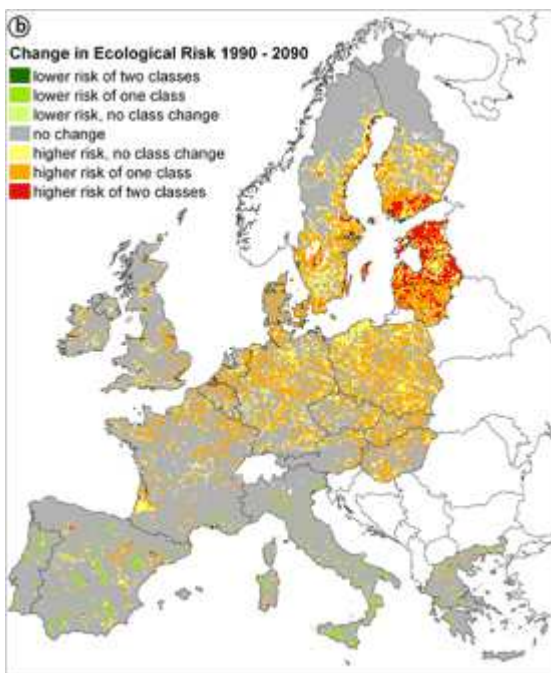 b
Change in Ecological Risk 1990 - 2090
lower risk of two classes
lower risk of one class
lower risk, no class change
no change
higher risk, no class change
higher risk of one class
higher risk of two classes